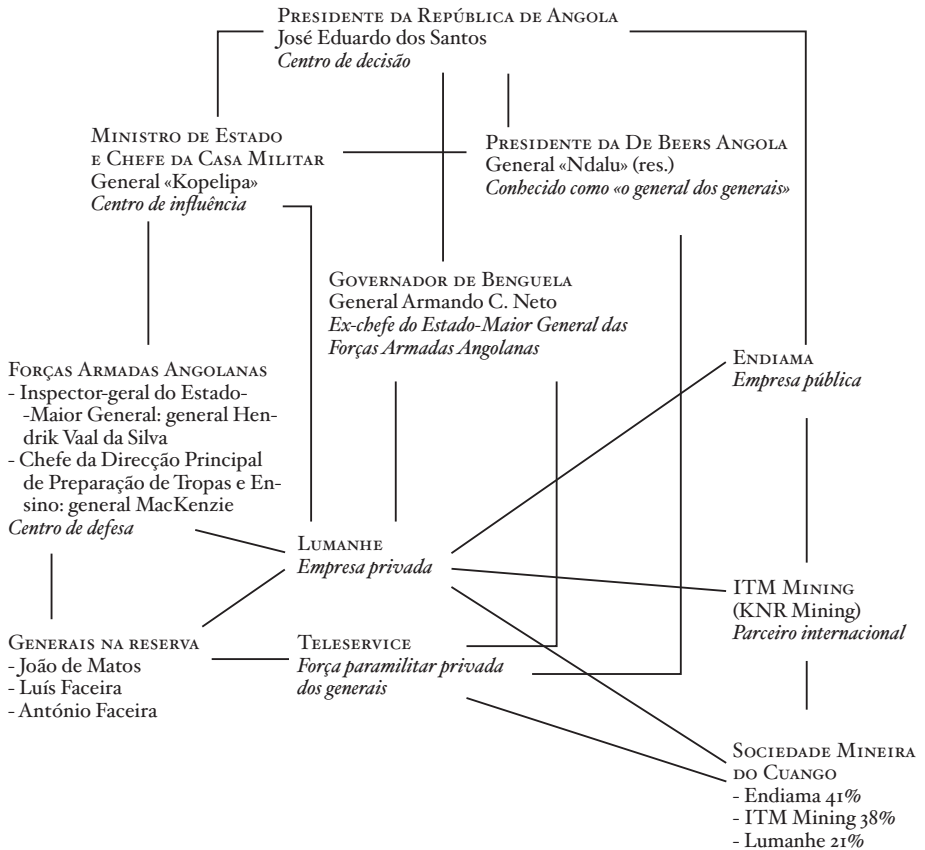 Presidente da República de Angola
José Eduardo dos Santos
Centro de decisão
Ministro de Estado
e Chefe da Casa Militar
General «Kopelipa»
Centro de influência
Presidente da De Beers Angola
General «Ndalu» (res.)
Conhecido como «o general dos generais»
Governador de Benguela
General Armando C. Neto
Ex-chefe do Estado-Maior General das
Forças Armadas Angolanas
Forças Armadas Angolanas
- Inspector-geral do Estado-
-Maior General: general Hen-
drik Vaal da Silva
- Chefe da Direcção Principal
de Preparação de Tropas e En-
sino: general MacKenzie
Centro de defesa
Endiama
Empresa pública
Lumanhe
Empresa privada
ITM Mining
(KNR Mining)
Parceiro internacional
Generais na reserva
- João de Matos
- Luís Faceira
- António Faceira
Teleservice
Força paramilitar privada
dos generais
Sociedade Mineira
do Cuango
- Endiama 41%
- ITM Mining 38%
- Lumanhe 21%